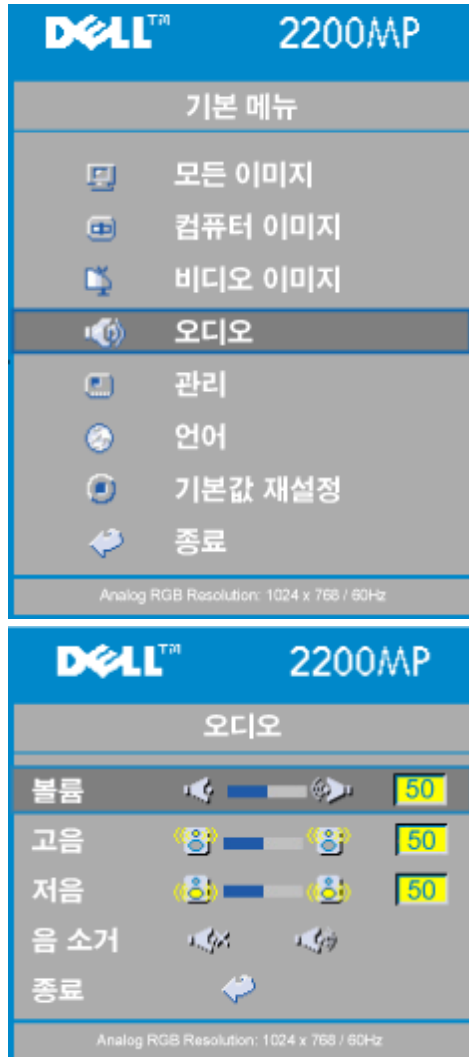 DELL™ 2200MP
기본 메뉴
모든 이미지
컴퓨터 이미지
비디오 이미지
오디오
관리
언어
기본값 재설정
종료
Analog RGB Resolution: 1024 x 768 / 60Hz
DELL™ 2200MP
오디오
볼륨 50
고음 50
저음 50
음 소거
종료
Analog RGB Resolution: 1024 x 768 / 60Hz